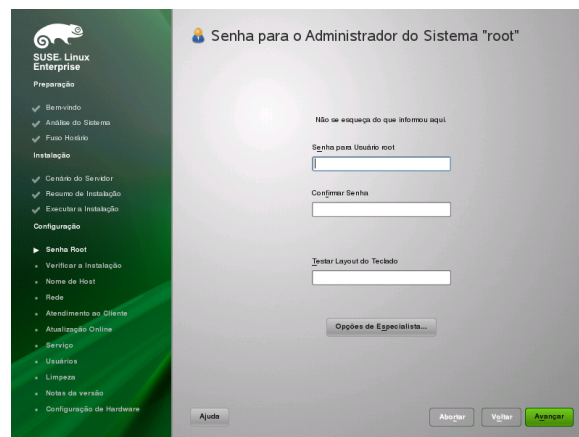 SUSE. Linux
Enterprise
Preparação
Bem-vindo
Análise do Sistema
Fuso Horário
Instalação
Cenário do Servidor
Resumo de Instalação
Executar a Instalação
Configuração
Senha Root
Verificar a Instalação
Nome de Host
Rede
Atendimento ao Cliente
Atualização Online
Serviço
Usuários
Limpeza
Notas da versão
Configuração de Hardware
Senha para o Administrador do Sistema "root"
Não se esqueça do que informou aqui.
Senha para Usuário root
Confirmar Senha
Testar Layout do Teclado
Opções de Especialista...
Ajuda
Abortar
Voltar
Avançar